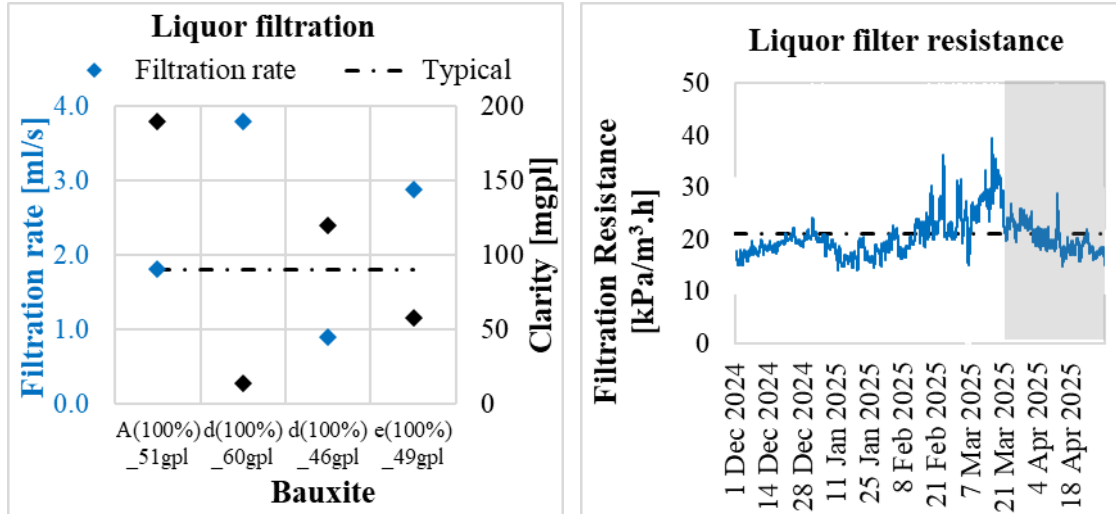 Liquor filtration
Filtration rate
Typical
Filtration rate [ml/s]
4.0
3.0
2.0
1.0
0.0
200
150
100
50
0
Clarity [mgpl]
A(100%) d(100%) d(100%) e(100%)
_51gpl _60gpl _46gpl _49gpl
Bauxite
Liquor filter resistance
Filtration Resistance
[kPa/m³.h]
50
40
30
20
10
0
1 Dec 2024
14 Dec 2024
28 Dec 2024
11 Jan 2025
25 Jan 2025
8 Feb 2025
21 Feb 2025
7 Mar 2025
21 Mar 2025
4 Apr 2025
18 Apr 2025